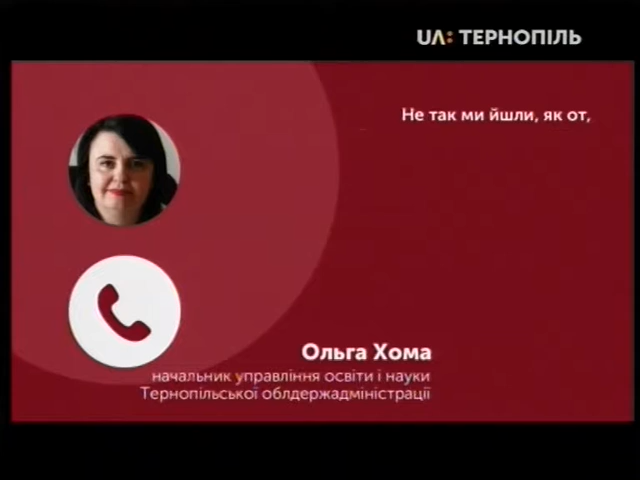 UA: ТЕРНОПІЛЬ
Не так ми йшли, як от,
Ольга Хома
начальник управління освіти і науки
Тернопільської облдержадміністрації